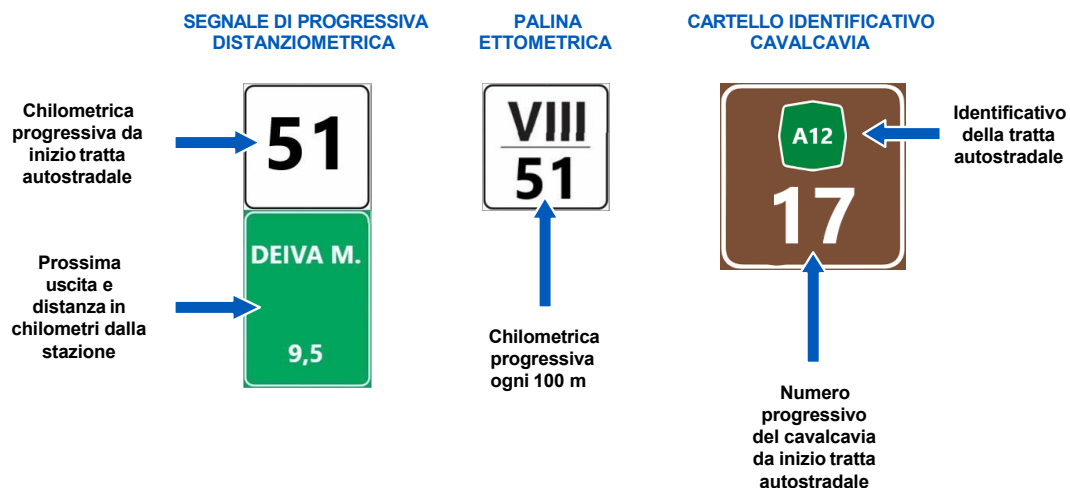 SEGNALE DI PROGRESSIVA
DISTANZIOMETRICA
PALINA
ETTOMETRICA
CARTELLO IDENTIFICATIVO
CAVALCAVIA
Chilometrica
progressiva da
inizio tratta
autostradale
51
DEIVA M.
9,5
Prossima
uscita e
distanza in
chilometri dalla
stazione
VIII
51
Chilometrica
progressiva
ogni 100 m
A12
17
Identificativo
della tratta
autostradale
Numero
progressivo
del cavalcavia
da inizio tratta
autostradale